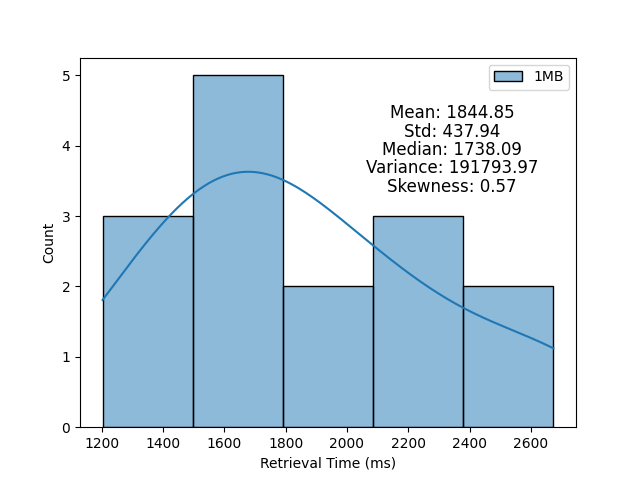 1MB
Mean: 1844.85
Std: 437.94
Median: 1738.09
Variance: 191793.97
Skewness: 0.57
5
4
3
2
1
0
Count
1200 1400 1600 1800 2000 2200 2400 2600
Retrieval Time (ms)